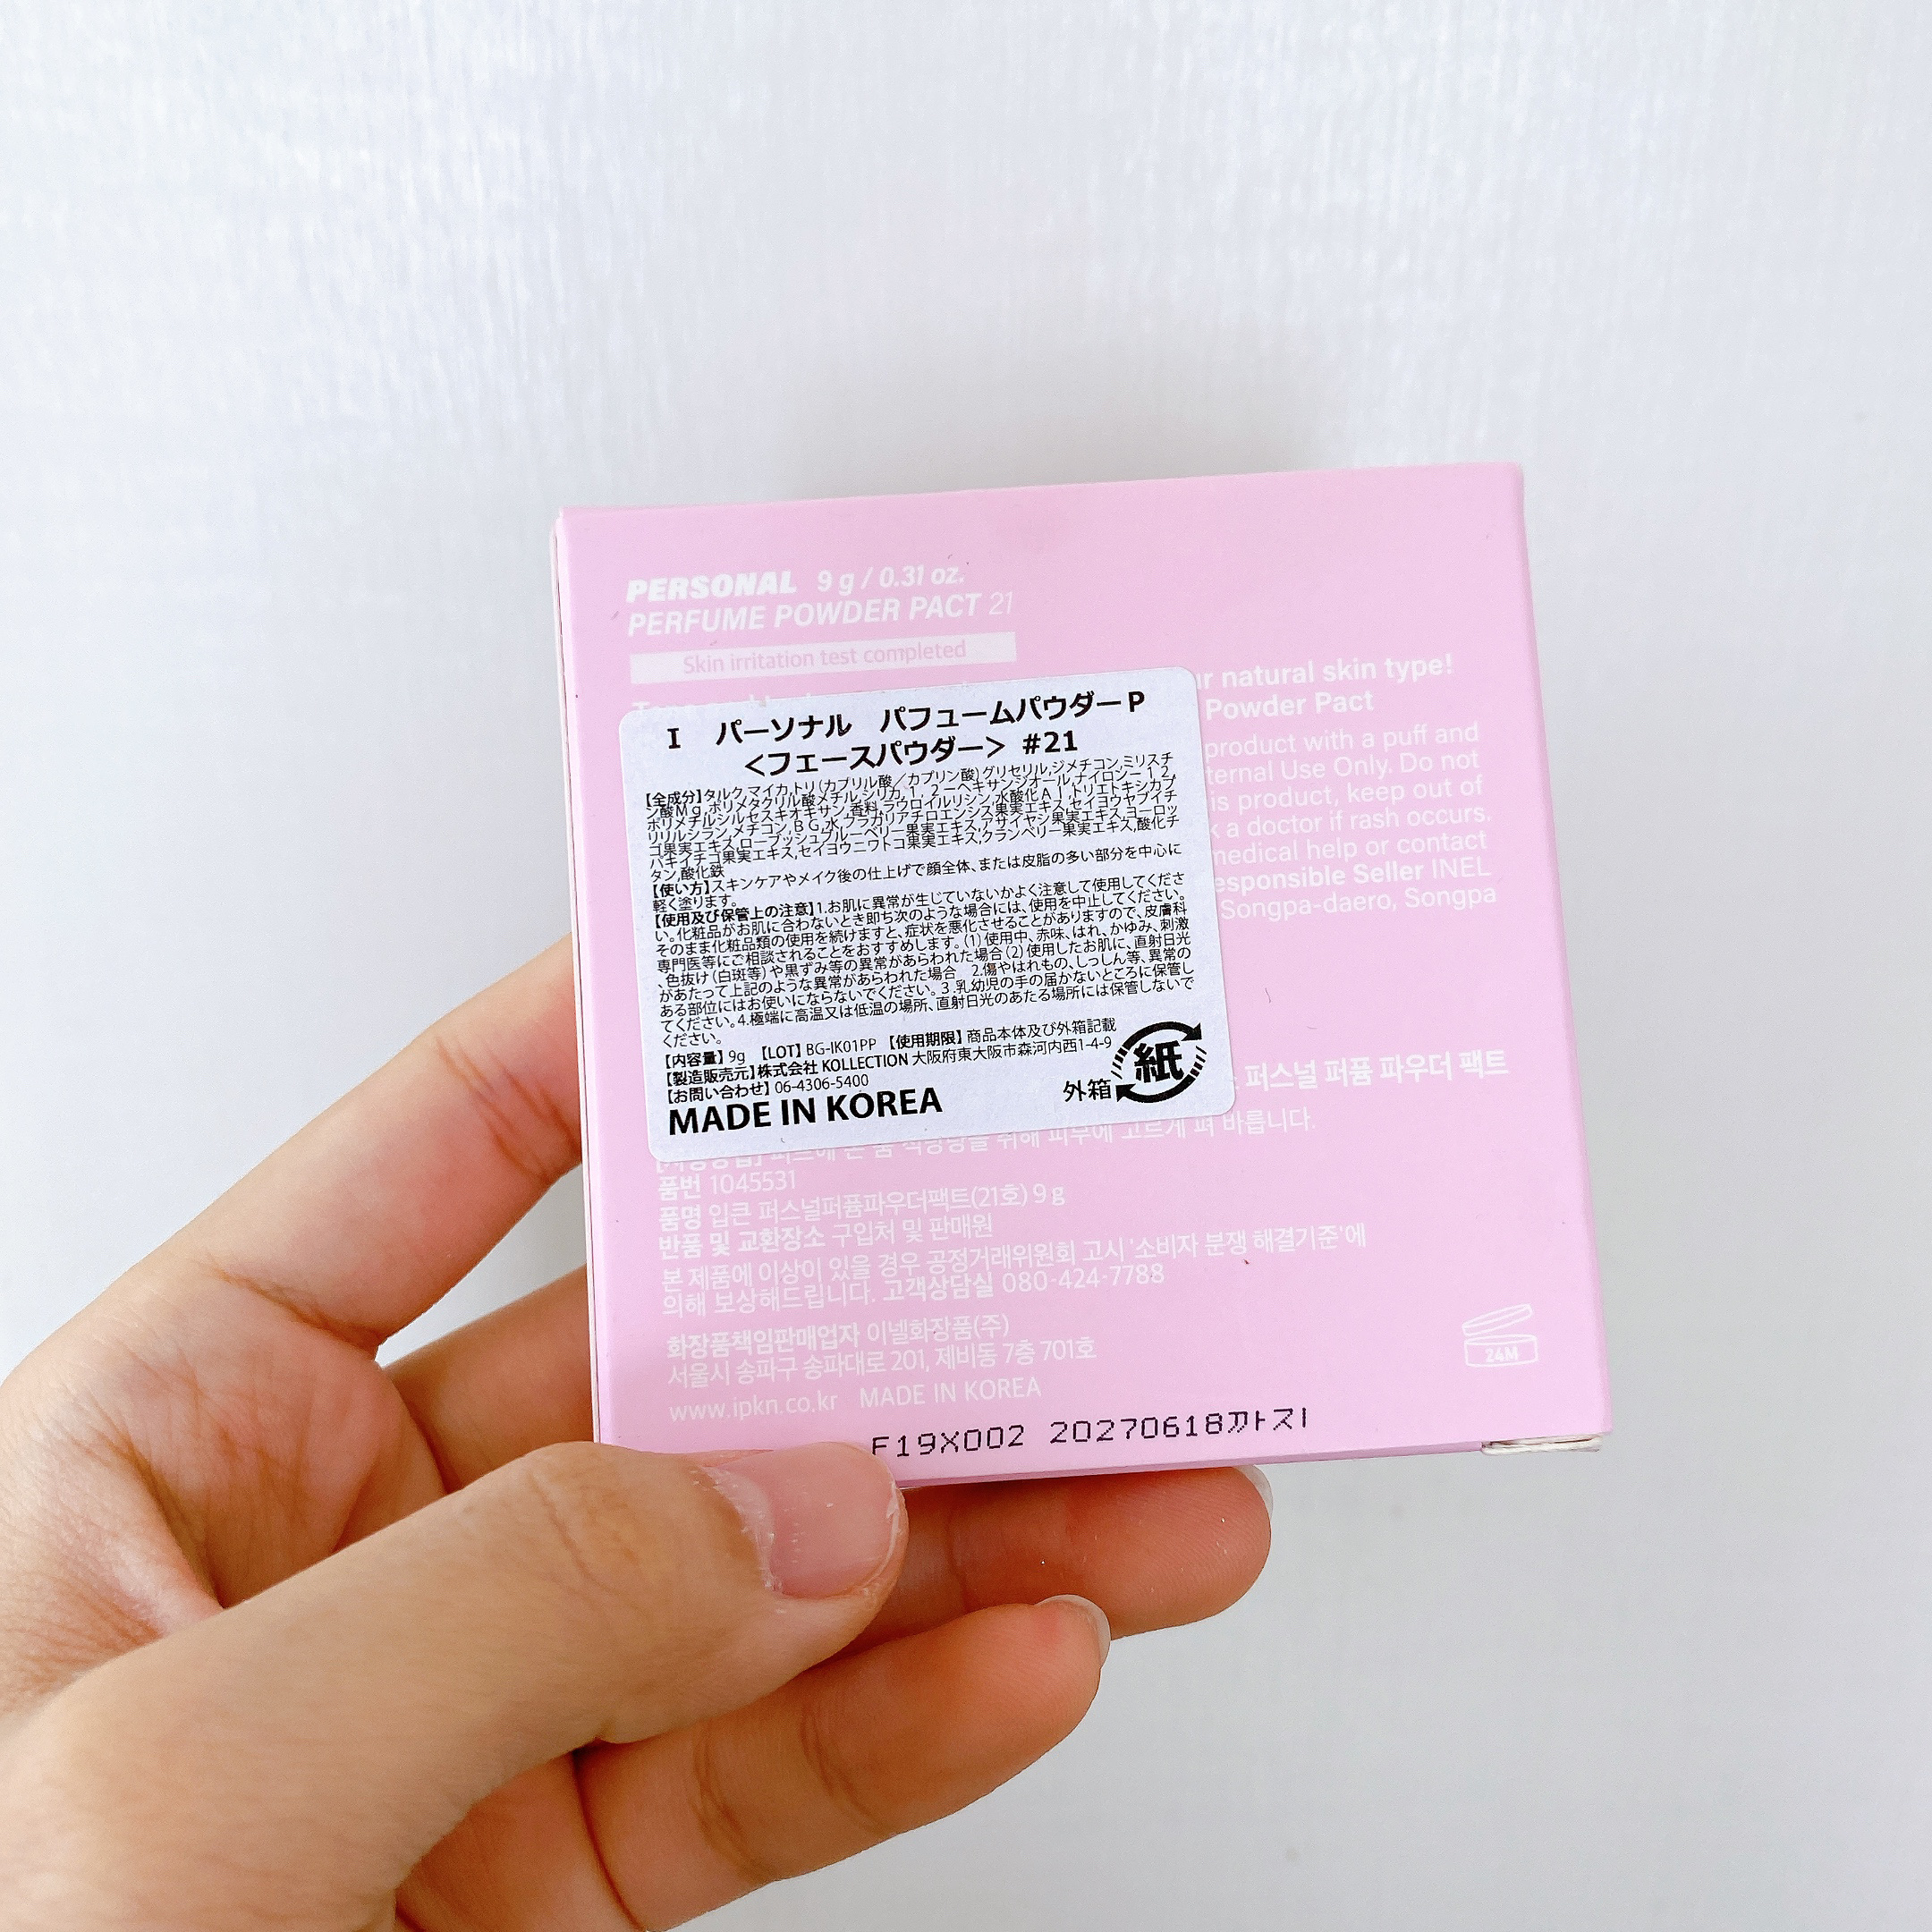 PERSONAL 9 g / 0.31 oz.
PERFUME POWDER PACT 21
Skin irritation test completed
natural skin type!
Powder Pact
product with a puff and
Use Only. Do not
product, keep out of
a doctor if rash occurs.
medical help or contact
Seller INEL
Songpa-daero, Songpa
I パーソナル パフュームパウダーP
<フェースパウダー> #21
【全成分】タルク,マイカ,トリ(カプリル酸/カプリン酸)グリセリル,ジメチコン,ミリスチ
ン酸Mg,ポリメタクリル酸メチル,シリカ,1,2-ヘキサンジオール,ナイロン-12,
ポリメチルシルセスキオキサン,香料,ラウロイルリシン,水酸化Al,トリエトキシカプ
リリルシラン,メチコン,BG,水,フラガリアチロエンシス果実エキス,セイヨウヤブイチ
ゴ果実エキス,ローブッシュブルーベリー果実エキス,アサイヤシ果実エキス,ヨーロッ
パキイチゴ果実エキス,セイヨウニワトコ果実エキス,クランベリー果実エキス,酸化チ
タン,酸化鉄
【使い方】スキンケアやメイク後の仕上げで顔全体、または皮脂の多い部分を中心に
軽く塗ります。
【使用及び保管上の注意】1.お肌に異常が生じていないかよく注意して使用してくださ
い。化粧品がお肌に合わないとき即ち次のような場合には、使用を中止してください。
そのまま化粧品類の使用を続けますと、症状を悪化させることがありますので、皮膚科
専門医等にご相談されることをおすすめします。(1)使用中、赤味、はれ、かゆみ、刺激
、色抜け(白斑等)や黒ずみ等の異常があらわれた場合(2)使用したお肌に、直射日光
があたって上記のような異常があらわれた場合 2.傷やはれもの、しっしん等、異常の
ある部位にはお使いにならないでください。3.乳幼児の手の届かないところに保管し
てください。4.極端に高温又は低温の場所、直射日光のあたる場所には保管しないで
ください。
【内容量】9g 【LOT】BG-IK01PP 【使用期限】商品本体及び外箱記載
【製造販売元】株式会社 KOLLECTION 大阪府東大阪市森河内西1-4-9
【お問い合わせ】06-4306-5400
MADE IN KOREA
外箱 紙
퍼스널 퍼퓸 파우더 팩트
위해 피부에 고르게 펴 바릅니다.
품번 1045531
품명 입큰 퍼스널퍼퓸파우더팩트(21호) 9 g
반품 및 교환장소 구입처 및 판매원
본 제품에 이상이 있을 경우 공정거래위원회 고시 '소비자 분쟁 해결기준'에
의해 보상해드립니다. 고객상담실 080-424-7788
화장품책임판매업자 이넬화장품(주)
서울시 송파구 송파대로 201, 제비동 7층 701호
www.ipkn.co.kr MADE IN KOREA
24M
F19X002 20270618까지